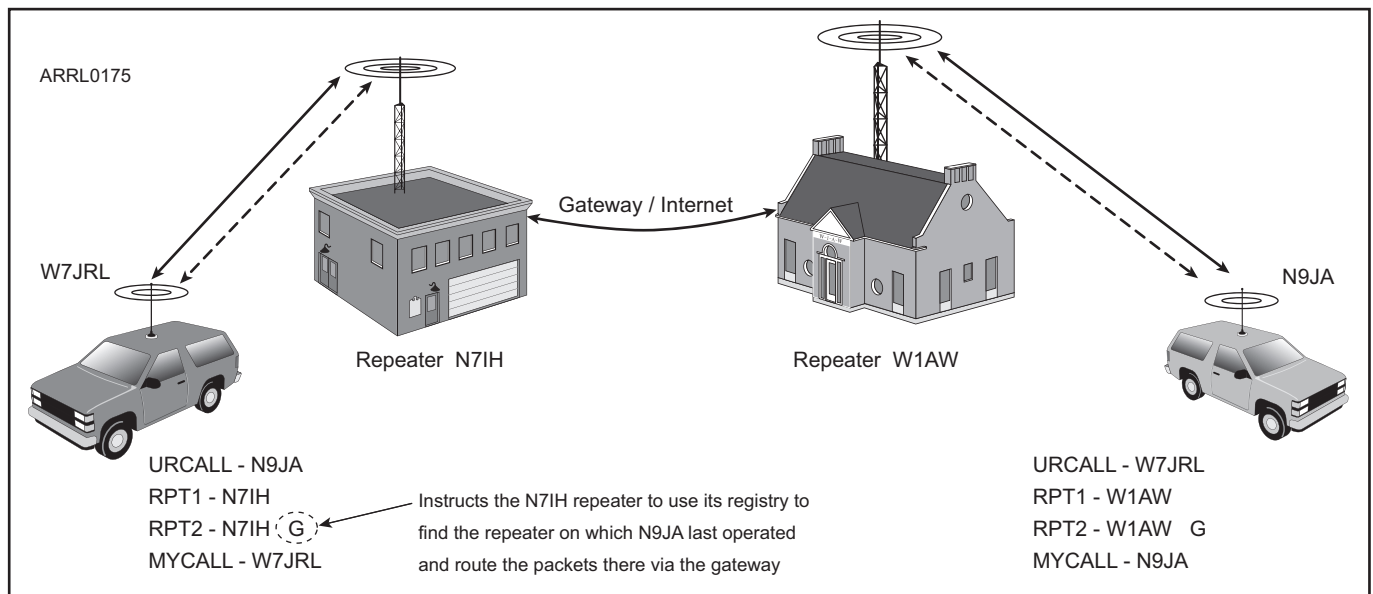 ARRL0175
Gateway / Internet
W7JRL
N9JA
W1AW
Repeater N7IH
Repeater W1AW
URCALL - N9JA
RPT1 - N7IH
RPT2 - N7IH G
MYCALL - W7JRL
Instructs the N7IH repeater to use its registry to
find the repeater on which N9JA last operated
and route the packets there via the gateway
URCALL - W7JRL
RPT1 - W1AW
RPT2 - W1AW G
MYCALL - N9JA